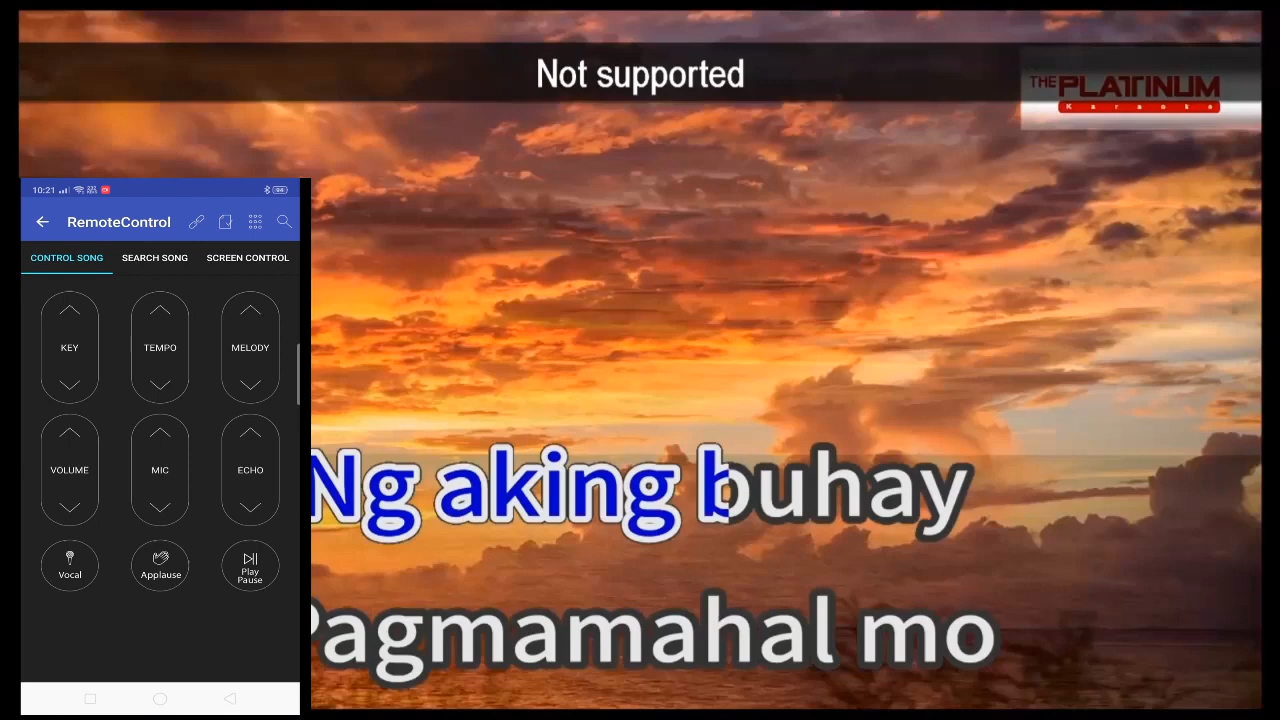 Not supported
THE PLATINUM
Karaoke
10:21
RemoteControl
CONTROL SONG SEARCH SONG SCREEN CONTROL
KEY TEMPO MELODY
VOLUME MIC ECHO
Vocal Applause Play Pause
Ng aking buhay
Pagmamahal mo